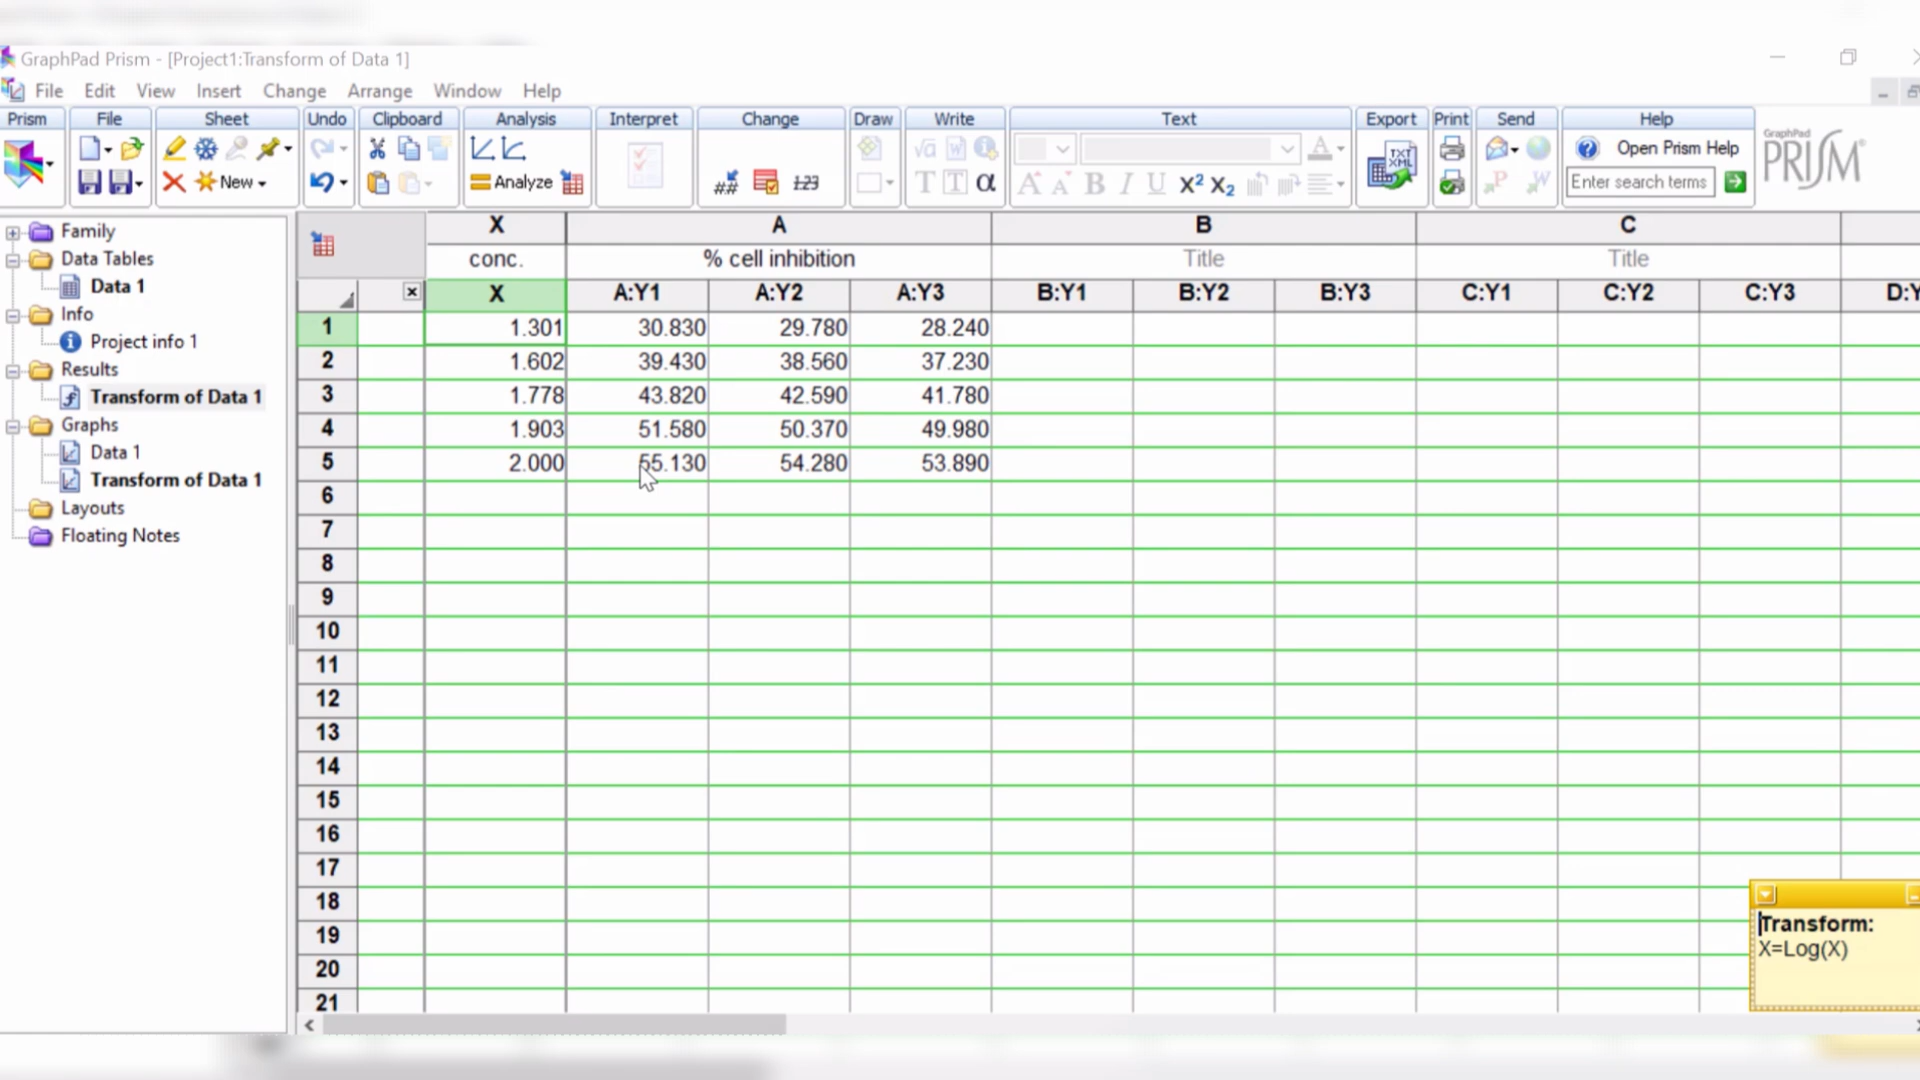 GraphPad Prism - [Project1:Transform of Data 1]
File Edit View Insert Change Arrange Window Help
Prism File Sheet Undo Clipboard Analysis Interpret Change Draw Write Text Export Print Send Help
√α W TXT XML Open Prism Help
New Analyze ## 123 T T α A A B I U X² X₂ P W Enter search terms
GraphPad PRISM
Family
Data Tables
Data 1
Info
Project info 1
Results
Transform of Data 1
Graphs
Data 1
Transform of Data 1
Layouts
Floating Notes
X A B C
conc. % cell inhibition Title Title
X A:Y1 A:Y2 A:Y3 B:Y1 B:Y2 B:Y3 C:Y1 C:Y2 C:Y3 D:Y
1 1.301 30.830 29.780 28.240
2 1.602 39.430 38.560 37.230
3 1.778 43.820 42.590 41.780
4 1.903 51.580 50.370 49.980
5 2.000 55.130 54.280 53.890
6
7
8
9
10
11
12
13
14
15
16
17
18
19
20
21
Transform:
X=Log(X)